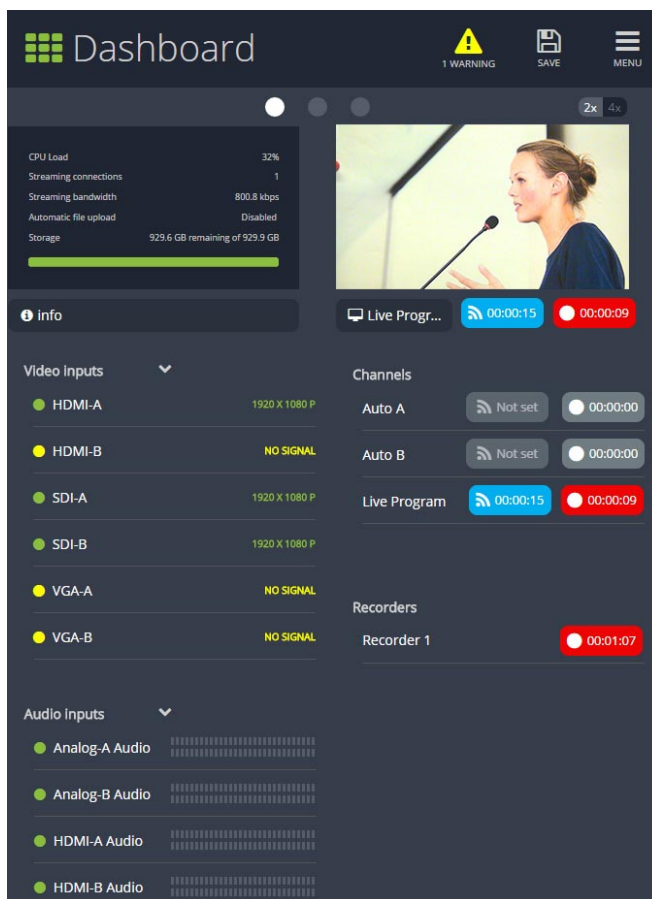 Dashboard
1 WARNING
SAVE
MENU
2x 4x
CPU Load 32%
Streaming connections 1
Streaming bandwidth 800.8 kbps
Automatic file upload Disabled
Storage 929.6 GB remaining of 929.9 GB
info
Live Progr... 00:00:15 00:00:09
Video inputs
HDMI-A 1920 X 1080 P
HDMI-B NO SIGNAL
SDI-A 1920 X 1080 P
SDI-B 1920 X 1080 P
VGA-A NO SIGNAL
VGA-B NO SIGNAL
Audio inputs
Analog-A Audio
Analog-B Audio
HDMI-A Audio
HDMI-B Audio
Channels
Auto A Not set 00:00:00
Auto B Not set 00:00:00
Live Program 00:00:15 00:00:09
Recorders
Recorder 1 00:01:07